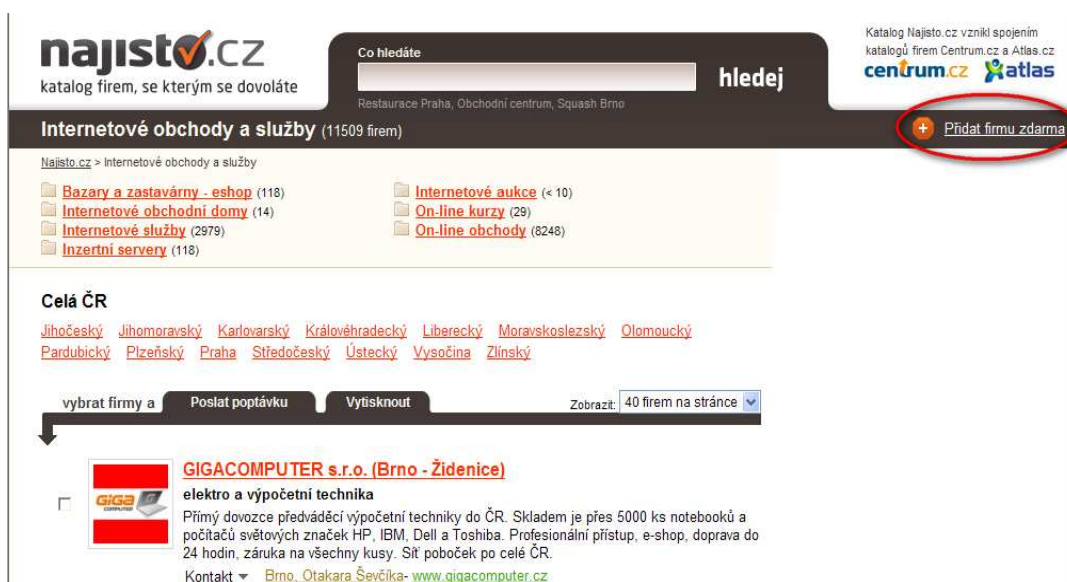 najisto.cz
katalog firem, se kterým se dovoláte
Co hledáte
hledej
Restaurace Praha, Obchodní centrum, Squash Brno
Katalog Najisto.cz vznikl spojením
katalogů firem Centrum.cz a Atlas.cz
centrum.cz atlas
Internetové obchody a služby (11509 firem)
Přidat firmu zdarma
Najisto.cz > Internetové obchody a služby
Bazary a zastavárny - eshop (118)
Internetové obchodní domy (14)
Internetové služby (2979)
Inzertní servery (118)
Internetové aukce (< 10)
On-line kurzy (29)
On-line obchody (8248)
Celá ČR
Jihočeský Jihomoravský Karlovarský Královéhradecký Liberecký Moravskoslezský Olomoucký
Pardubický Plzeňský Praha Středočeský Ústecký Vysočina Zlínský
vybrat firmy a Poslat poptávku Vytisknout Zobrazit: 40 firem na stránce
GIGA
COMPUTER
GIGACOMPUTER s.r.o. (Brno - Židenice)
elektro a výpočetní technika
Přímý dovozce předváděcí výpočetní techniky do ČR. Skladem je přes 5000 ks notebooků a
počítačů světových značek HP, IBM, Dell a Toshiba. Profesionální přístup, e-shop, doprava do
24 hodin, záruka na všechny kusy. Síť poboček po celé ČR.
Kontakt Brno, Otakara Ševčíka- www.gigacomputer.cz